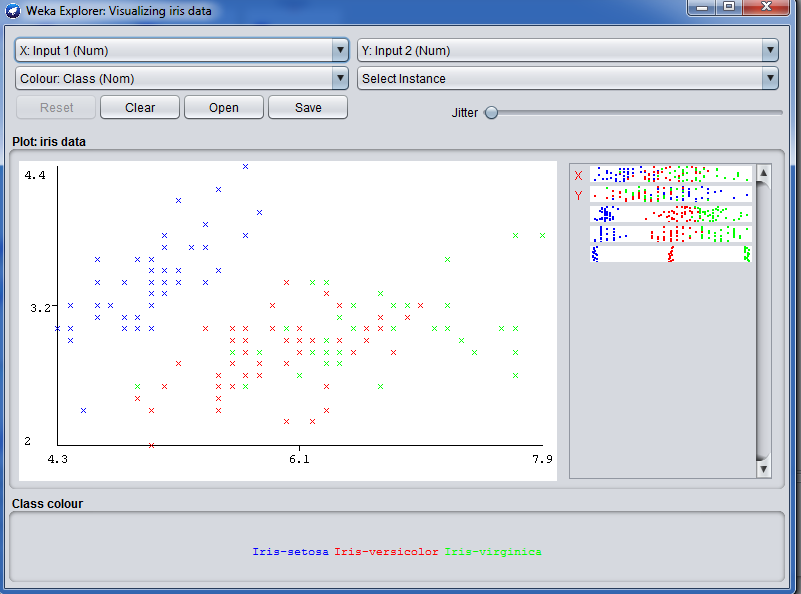 Weka Explorer: Visualizing iris data
X: Input 1 (Num) Y: Input 2 (Num)
Colour: Class (Nom) Select Instance
Reset Clear Open Save Jitter
Plot: iris data
4.4
3.2
2
4.3 6.1 7.9
X
Y
Class colour
Iris-setosa Iris-versicolor Iris-virginica